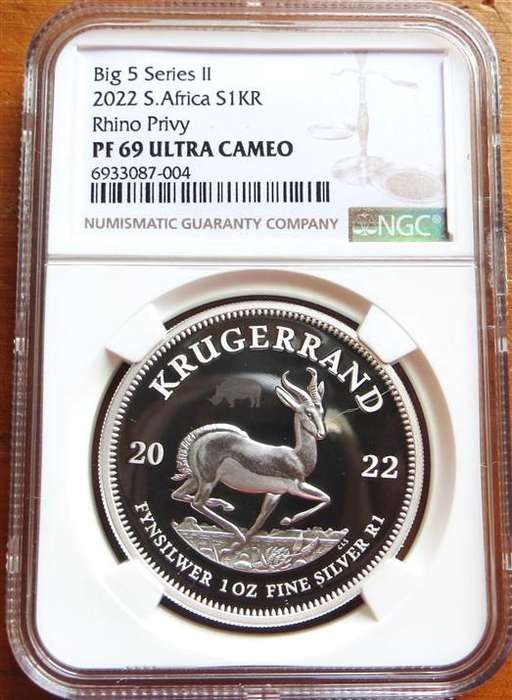 Big 5 Series II
2022 S.Africa S1KR
Rhino Privy
PF 69 ULTRA CAMEO
6933087-004
NUMISMATIC GUARANTY COMPANY
NGC®
KRUGERRAND
20 22
CLS
FYNSILWER 1 OZ FINE SILVER R1